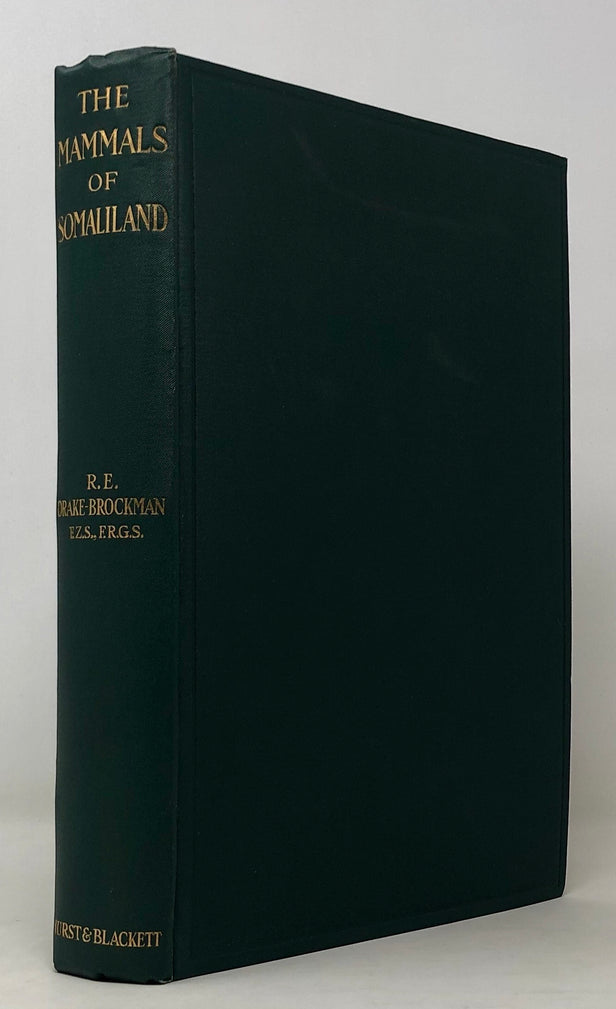 THE
MAMMALS
OF
SOMALILAND
R.E.
DRAKE-BROCKMAN
F.Z.S., F.R.G.S.
HURST & BLACKETT